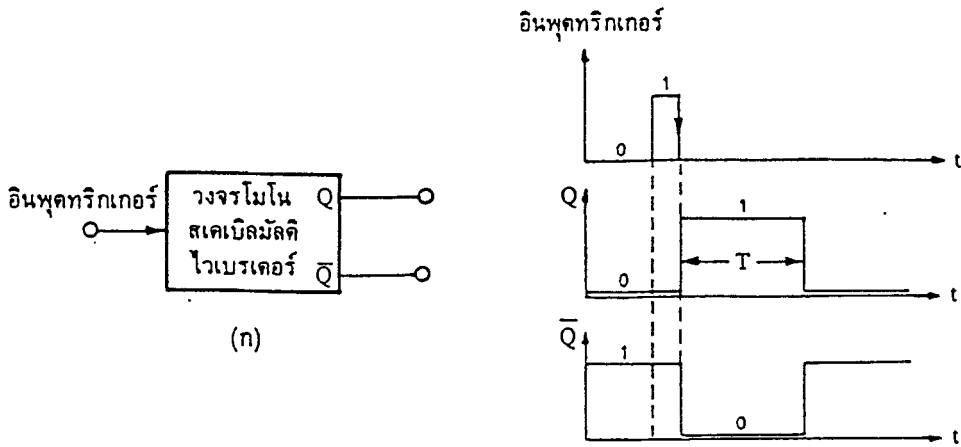 อินพุตทริกเกอร์
วงจรโมโน
สเตเบิลมัลติ
ไวเบรเตอร์
Q
Q̅
(ก)
อินพุตทริกเกอร์
1
0
t
Q
1
T
0
t
Q̅
1
0
t